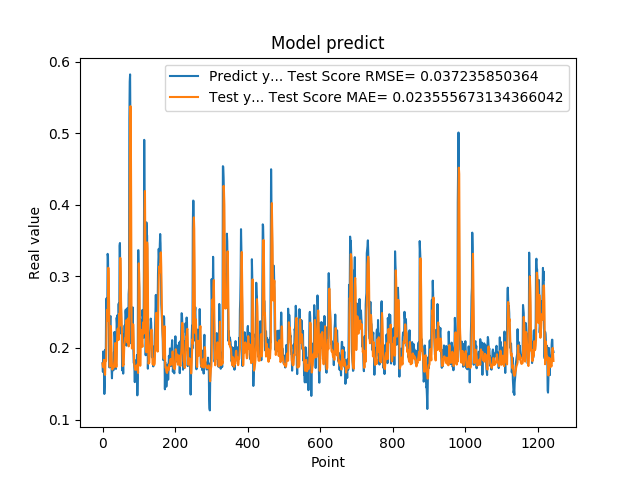 Model predict
Predict y... Test Score RMSE= 0.037235850364
Test y... Test Score MAE= 0.023555673134366042
Real value
0.6
0.5
0.4
0.3
0.2
0.1
0 200 400 600 800 1000 1200
Point